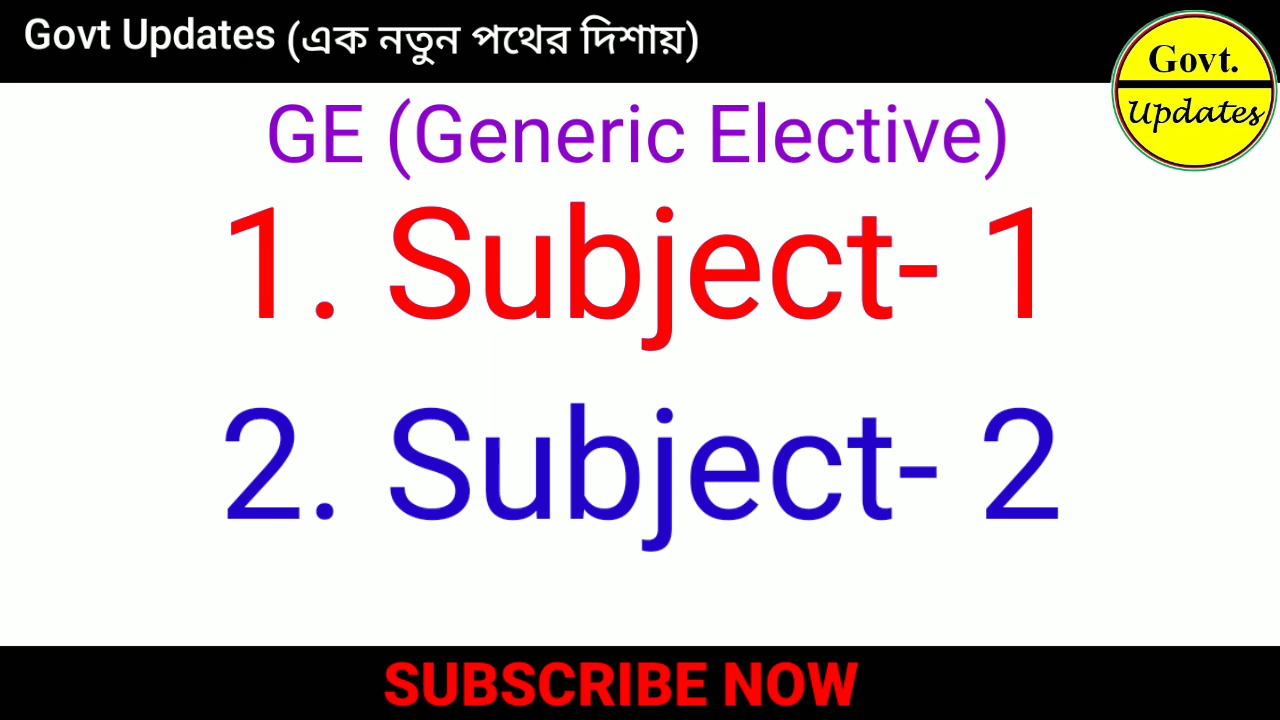 Govt Updates (এক নতুন পথের দিশায়)
Govt.
Updates
GE (Generic Elective)
1. Subject- 1
2. Subject- 2
SUBSCRIBE NOW